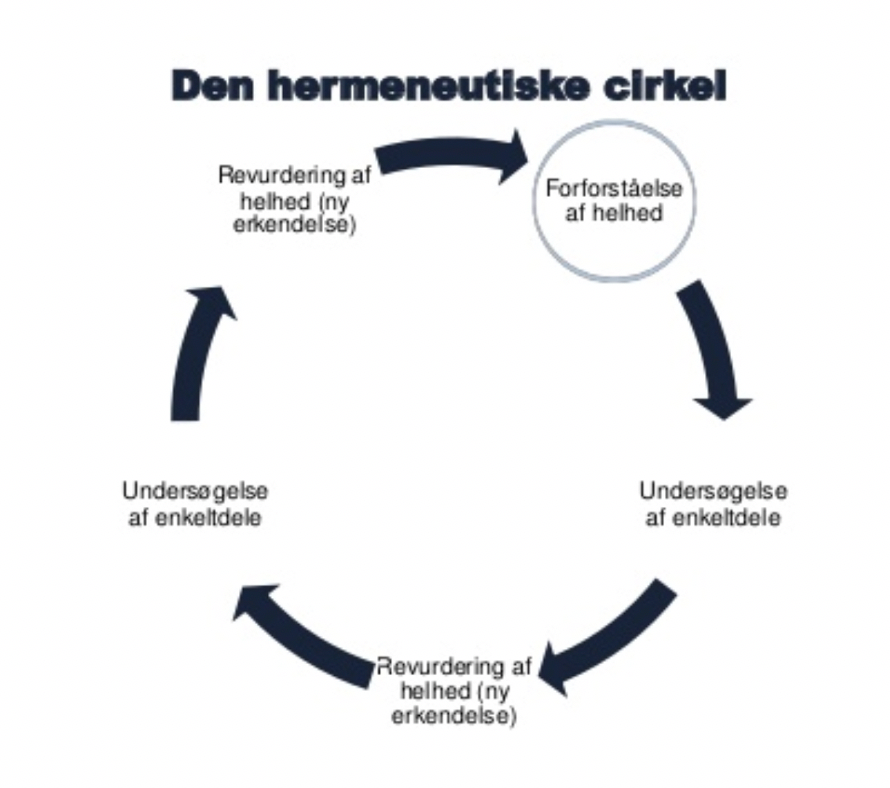 Den hermeneutiske cirkel
Forforståelse
af helhed
Undersøgelse
af enkeltdele
Revurdering af
helhed (ny
erkendelse)
Undersøgelse
af enkeltdele
Revurdering af
helhed (ny
erkendelse)